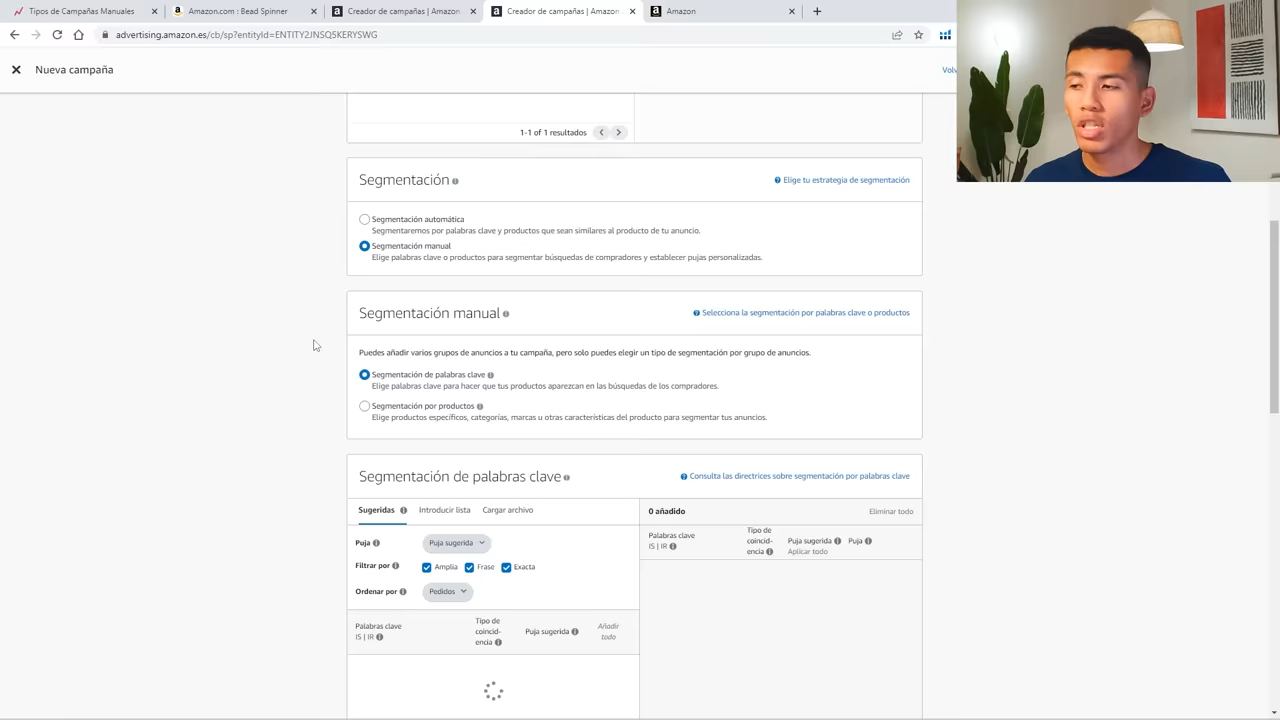 Tipos de Campañas Manuales
Amazon.com : Bead Spinner
Creador de campañas | Amazon
Creador de campañas | Amazon
Amazon
advertising.amazon.es/cb/sp?entityId=ENTITY2JNSQ5KERYSWG
Nueva campaña
Volv
1-1 of 1 resultados
Segmentación
Elige tu estrategia de segmentación
Segmentación automática
Segmentaremos por palabras clave y productos que sean similares al producto de tu anuncio.
Segmentación manual
Elige palabras clave o productos para segmentar búsquedas de compradores y establecer pujas personalizadas.
Segmentación manual
Selecciona la segmentación por palabras clave o productos
Puedes añadir varios grupos de anuncios a tu campaña, pero solo puedes elegir un tipo de segmentación por grupo de anuncios.
Segmentación de palabras clave
Elige palabras clave para hacer que tus productos aparezcan en las búsquedas de los compradores.
Segmentación por productos
Elige productos específicos, categorías, marcas u otras características del producto para segmentar tus anuncios.
Segmentación de palabras clave
Consulta las directrices sobre segmentación por palabras clave
Sugeridas
Introducir lista
Cargar archivo
Puja
Puja sugerida
Filtrar por
Amplia
Frase
Exacta
Ordenar por
Pedidos
Palabras clave
IS | IR
Tipo de
coincid-
encia
Puja sugerida
Añadir
todo
0 añadido
Eliminar todo
Palabras clave
IS | IR
Tipo de
coincid-
encia
Puja sugerida
Aplicar todo
Puja